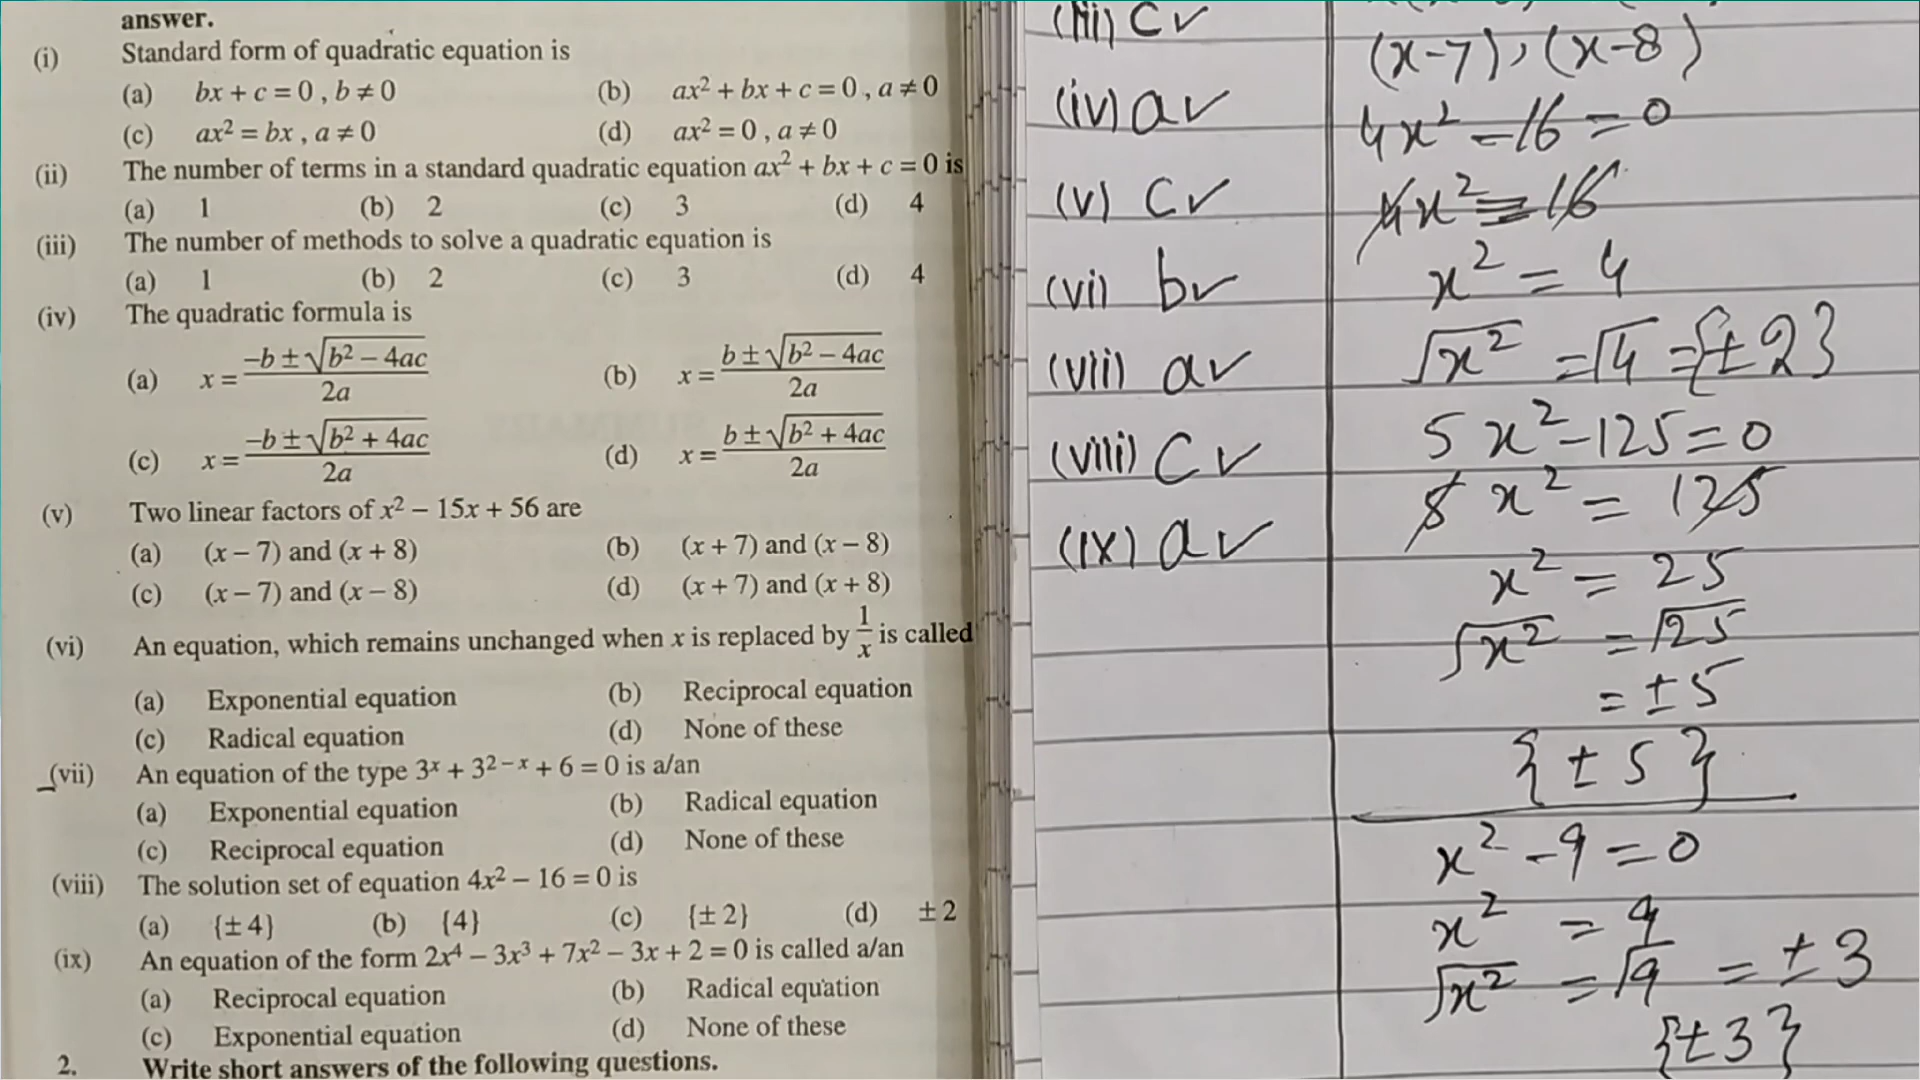 answer.
(i) Standard form of quadratic equation is
(a) bx + c = 0 , b ≠ 0 (b) ax² + bx + c = 0 , a ≠ 0
(c) ax² = bx , a ≠ 0 (d) ax² = 0 , a ≠ 0
(ii) The number of terms in a standard quadratic equation ax² + bx + c = 0 is
(a) 1 (b) 2 (c) 3 (d) 4
(iii) The number of methods to solve a quadratic equation is
(a) 1 (b) 2 (c) 3 (d) 4
(iv) The quadratic formula is
(a) x = (−b ± √(b² − 4ac))/2a (b) x = (b ± √(b² − 4ac))/2a
(c) x = (−b ± √(b² + 4ac))/2a (d) x = (b ± √(b² + 4ac))/2a
(v) Two linear factors of x² − 15x + 56 are
(a) (x − 7) and (x + 8) (b) (x + 7) and (x − 8)
(c) (x − 7) and (x − 8) (d) (x + 7) and (x + 8)
(vi) An equation, which remains unchanged when x is replaced by 1/x is called
(a) Exponential equation (b) Reciprocal equation
(c) Radical equation (d) None of these
(vii) An equation of the type 3ˣ + 3²⁻ˣ + 6 = 0 is a/an
(a) Exponential equation (b) Radical equation
(c) Reciprocal equation (d) None of these
(viii) The solution set of equation 4x² − 16 = 0 is
(a) {± 4} (b) {4} (c) {± 2} (d) ± 2
(ix) An equation of the form 2x⁴ − 3x³ + 7x² − 3x + 2 = 0 is called a/an
(a) Reciprocal equation (b) Radical equation
(c) Exponential equation (d) None of these
2. Write short answers of the following questions.
(iii) C✓
(iv) a✓
(v) C✓
(vi) b✓
(vii) a✓
(viii) C✓
(ix) a✓
(x-7), (x-8)
4x² - 16 = 0
4x² = 16
x² = 4
√x² = √4 = {± 2}
5x² - 125 = 0
5x² = 125
x² = 25
√x² = √25
= ± 5
{± 5}
x² - 9 = 0
x² = 9
√x² = √9 = ± 3
{± 3}